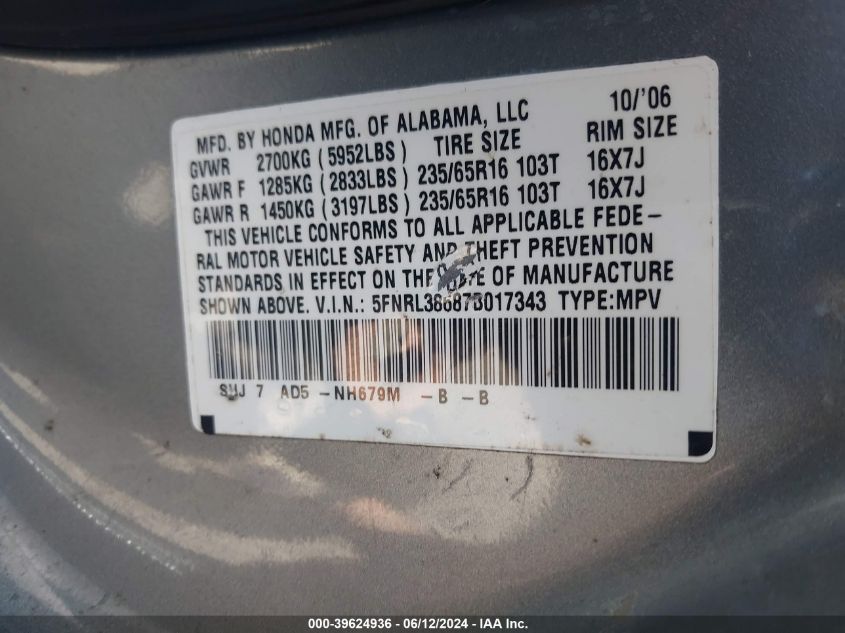 MFD. BY HONDA MFG. OF ALABAMA, LLC 10/'06
GVWR 2700KG (5952LBS) TIRE SIZE RIM SIZE
GAWR F 1285KG (2833LBS) 235/65R16 103T 16X7J
GAWR R 1450KG (3197LBS) 235/65R16 103T 16X7J
THIS VEHICLE CONFORMS TO ALL APPLICABLE FEDE-
RAL MOTOR VEHICLE SAFETY AND THEFT PREVENTION
STANDARDS IN EFFECT ON THE DATE OF MANUFACTURE
SHOWN ABOVE. V.I.N.: 5FNRL38687B017343 TYPE:MPV
SHJ 7 AD5 -NH679M -B -B
000-39624936 - 06/12/2024 - IAA Inc.